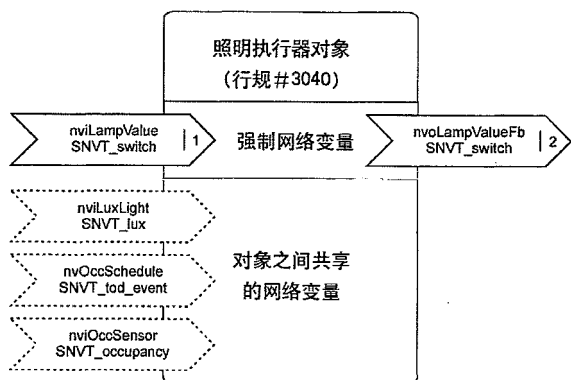 照明执行器对象
(行规#3040)
nviLampValue
SNVT_switch
1
强制网络变量
nvoLampValueFb
SNVT_switch
2
nviLuxLight
SNVT_lux
nvOccSchedule
SNVT_tod_event
nviOccSensor
SNVT_occupancy
对象之间共享
的网络变量